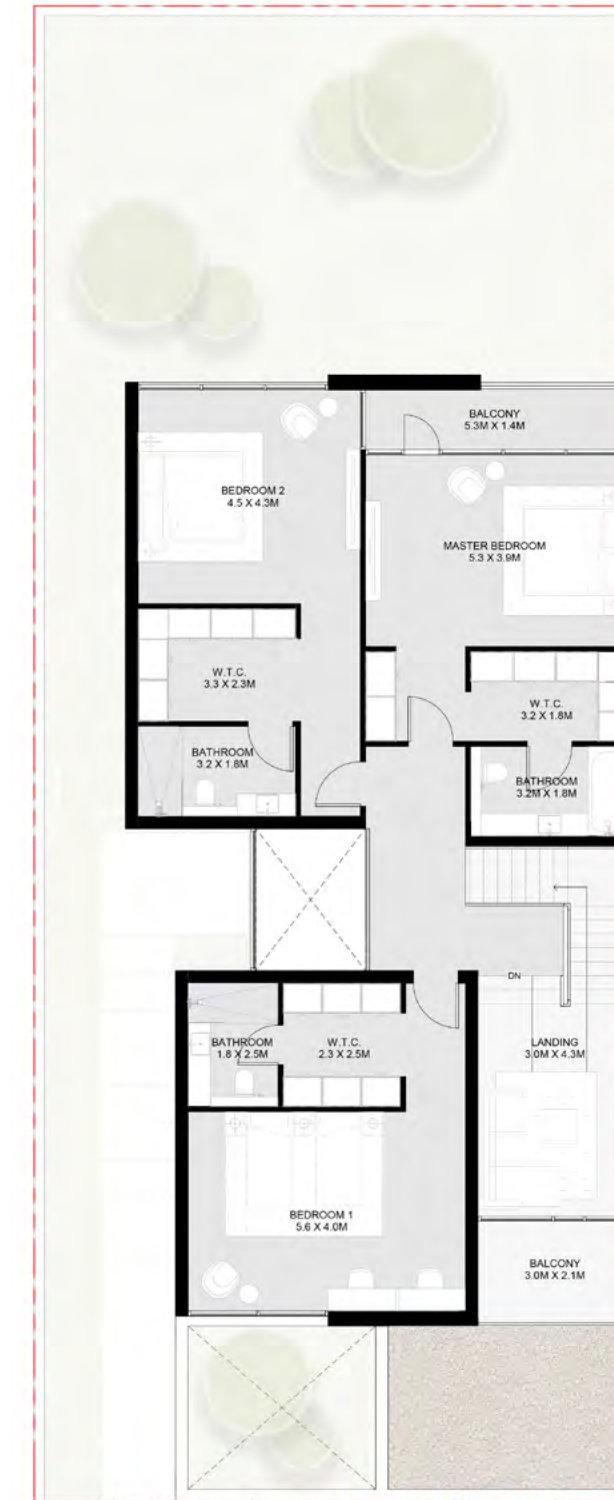 BALCONY
5.3M X 1.4M
BEDROOM 2
4.5 X 4.3M
MASTER BEDROOM
5.3 X 3.9M
W.T.C.
3.3 X 2.3M
W.T.C.
3.2 X 1.8M
BATHROOM
3.2 X 1.8M
BATHROOM
3.2M X 1.8M
DN
BATHROOM
1.8 X 2.5M
W.T.C.
2.3 X 2.5M
LANDING
3.0M X 4.3M
BEDROOM 1
5.6 X 4.0M
BALCONY
3.0M X 2.1M